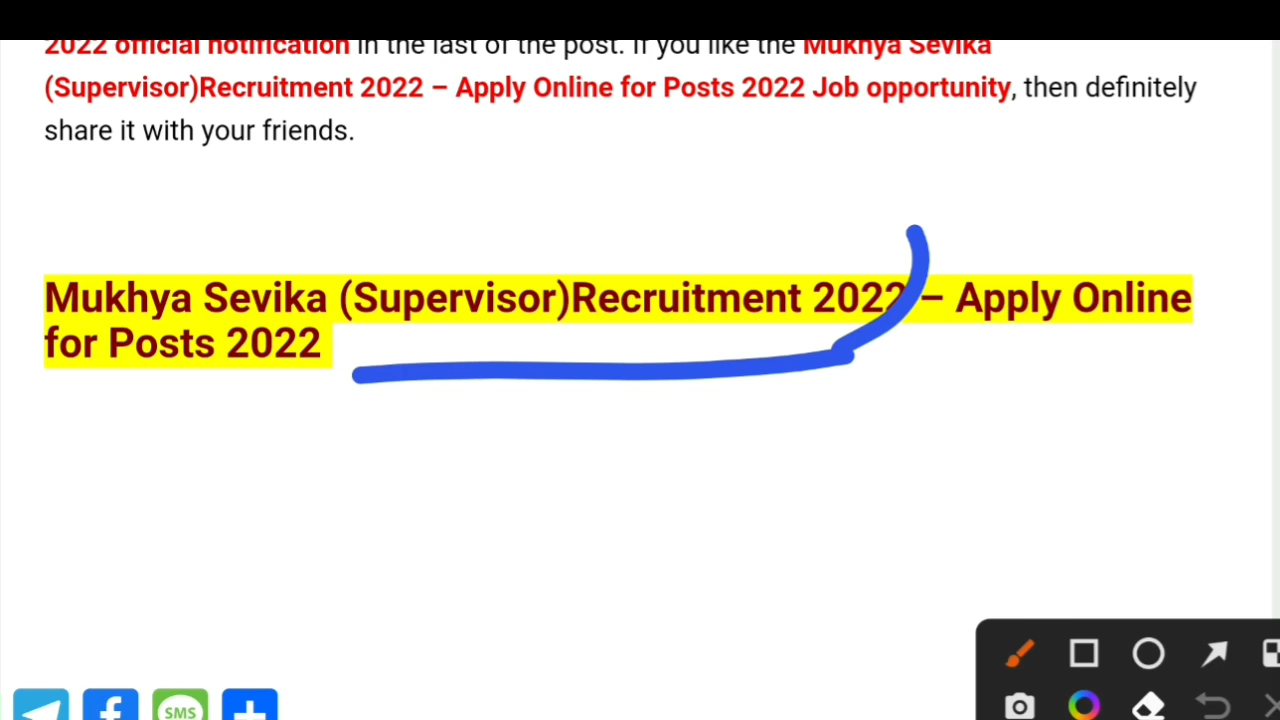 2022 official notification in the last of the post. If you like the Mukhya Sevika
(Supervisor)Recruitment 2022 – Apply Online for Posts 2022 Job opportunity, then definitely
share it with your friends.
Mukhya Sevika (Supervisor)Recruitment 2022 – Apply Online
for Posts 2022
SMS